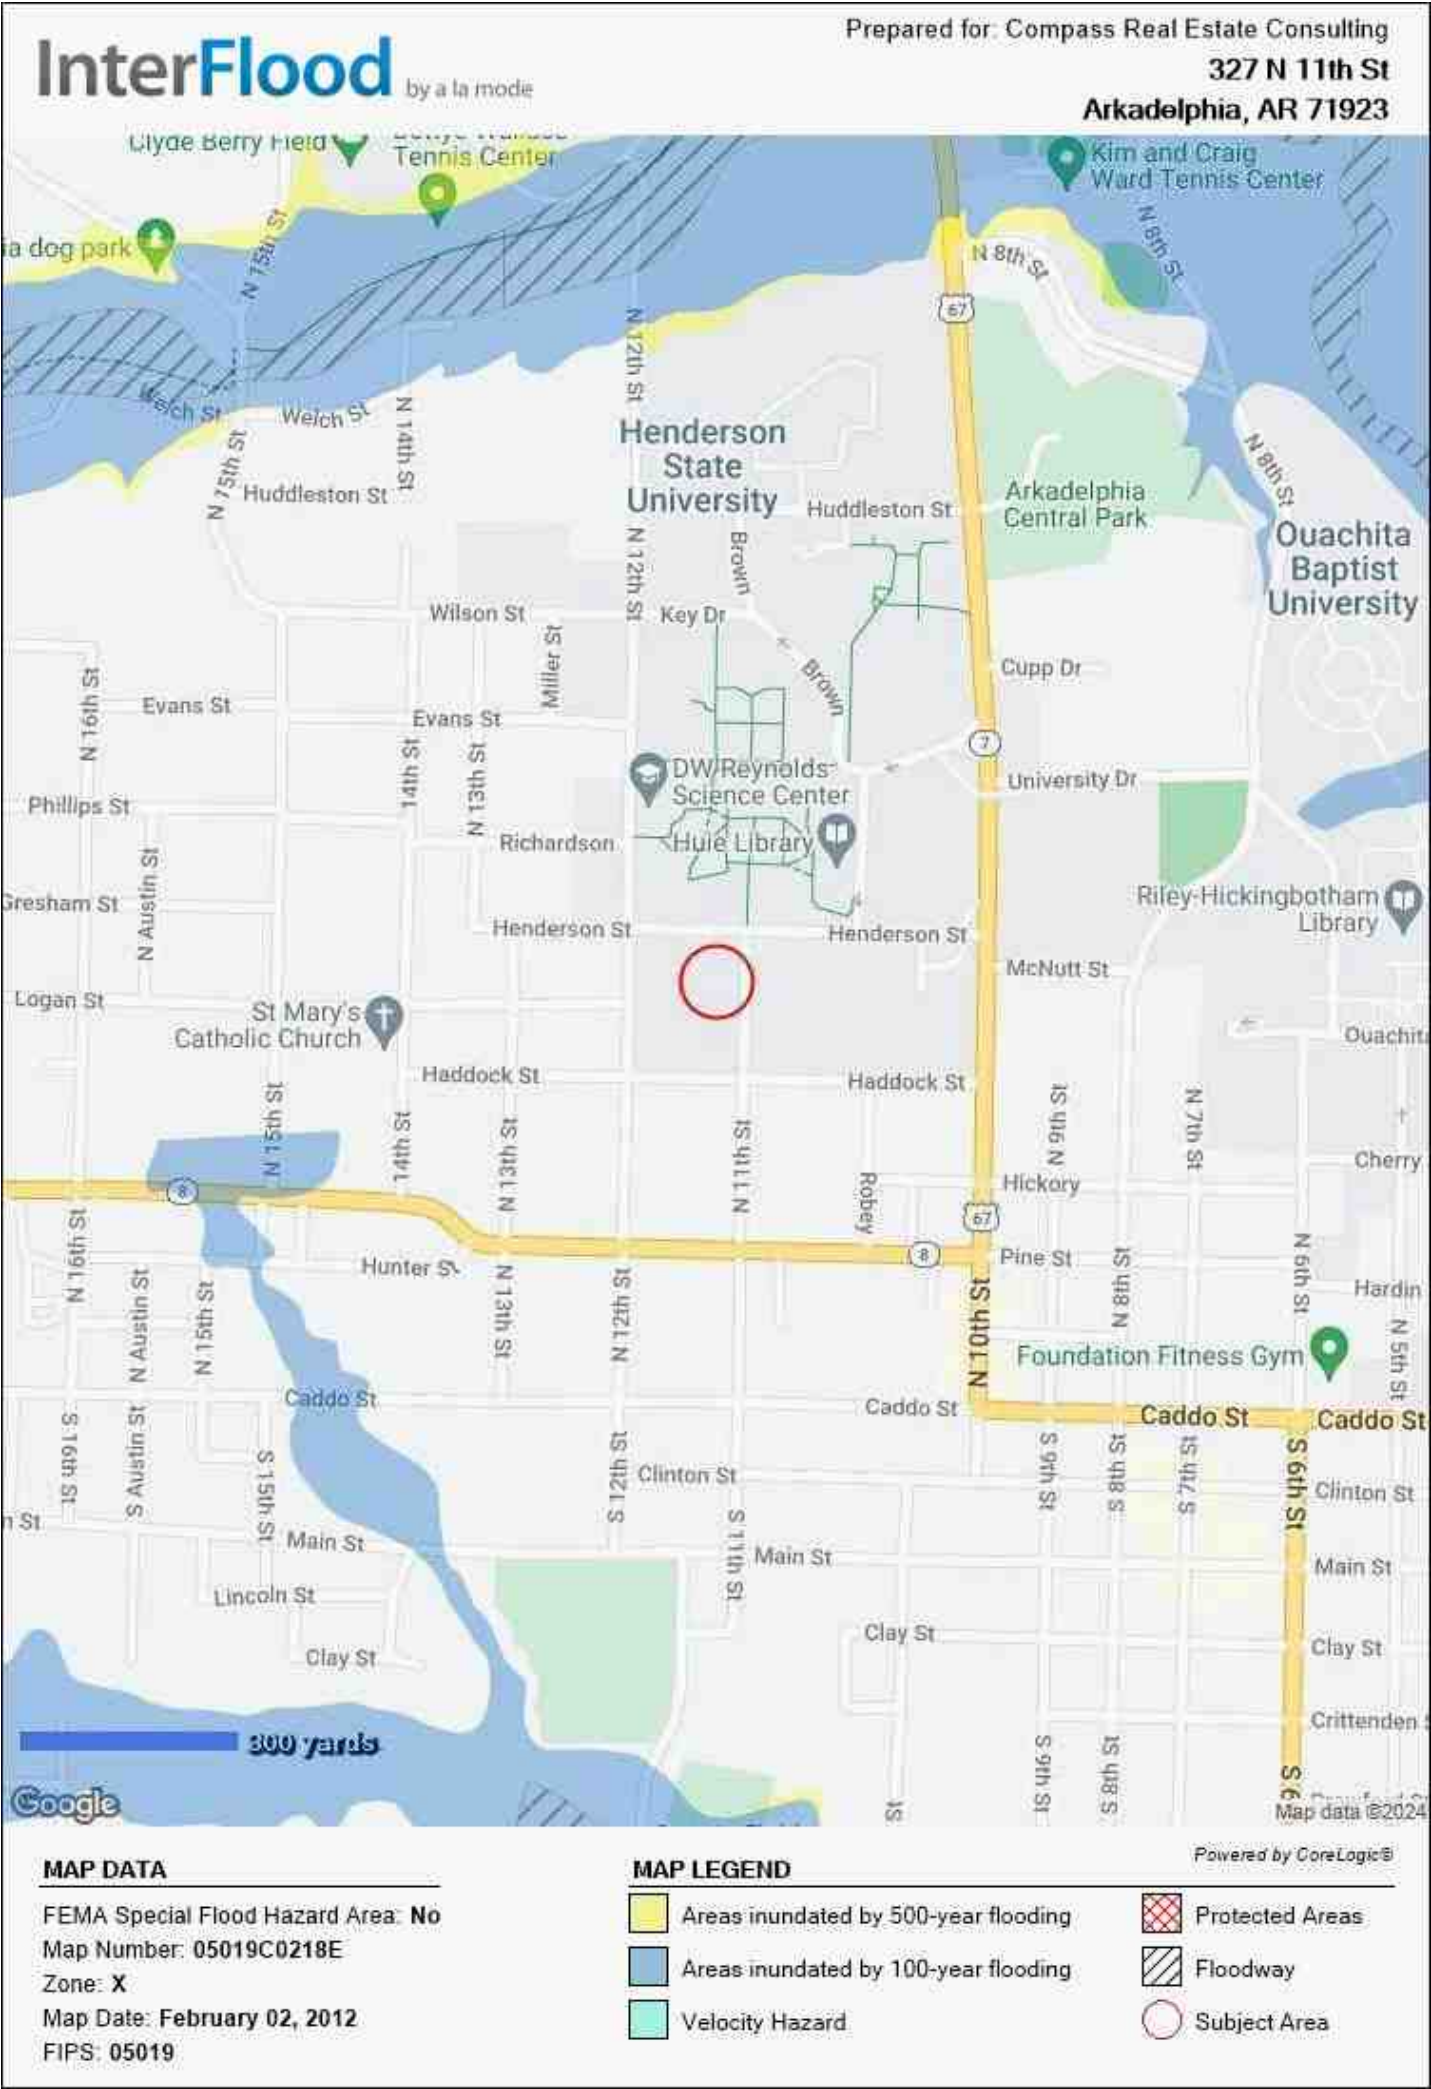 InterFlood by a la mode
Prepared for: Compass Real Estate Consulting
327 N 11th St
Arkadelphia, AR 71923
Clyde Berry Field
Tennis Center
Kim and Craig
Ward Tennis Center
ia dog park
N 15th St
N 8th St
N 8th St
67
N 12th St
Welch St
Welch St
N 14th St
N 15th St
Henderson
State
University
N 8th St
Huddleston St
Huddleston St
Arkadelphia
Central Park
Ouachita
Baptist
University
Brown
N 12th St
Wilson St
Key Dr
Miller St
Brown
Cupp Dr
N 16th St
Evans St
Evans St
7
14th St
N 13th St
DW Reynolds
Science Center
University Dr
Phillips St
Richardson
Huie Library
N Austin St
Gresham St
Riley-Hickingbotham
Library
Henderson St
Henderson St
McNutt St
Logan St
St Mary's
Catholic Church
Ouachita
Haddock St
Haddock St
N 15th St
14th St
N 13th St
N 11th St
N 9th St
N 7th St
Cherry
8
Robey
Hickory
67
N 16th St
8
Pine St
Hunter St
N Austin St
N 15th St
N 13th St
N 12th St
N 10th St
N 8th St
N 6th St
Hardin
N 5th St
Foundation Fitness Gym
Caddo St
Caddo St
Caddo St
Caddo St
S 16th St
S Austin St
S 15th St
S 12th St
Clinton St
S 9th St
S 8th St
S 7th St
S 6th St
Clinton St
n St
Main St
S 11th St
Main St
Main St
Lincoln St
Clay St
Clay St
Clay St
Crittenden
800 yards
S 9th St
S 8th St
S 6
St
Google
Map data ©2024
Powered by CoreLogic®
MAP DATA
FEMA Special Flood Hazard Area: No
Map Number: 05019C0218E
Zone: X
Map Date: February 02, 2012
FIPS: 05019
MAP LEGEND
Areas inundated by 500-year flooding
Areas inundated by 100-year flooding
Velocity Hazard
Protected Areas
Floodway
Subject Area